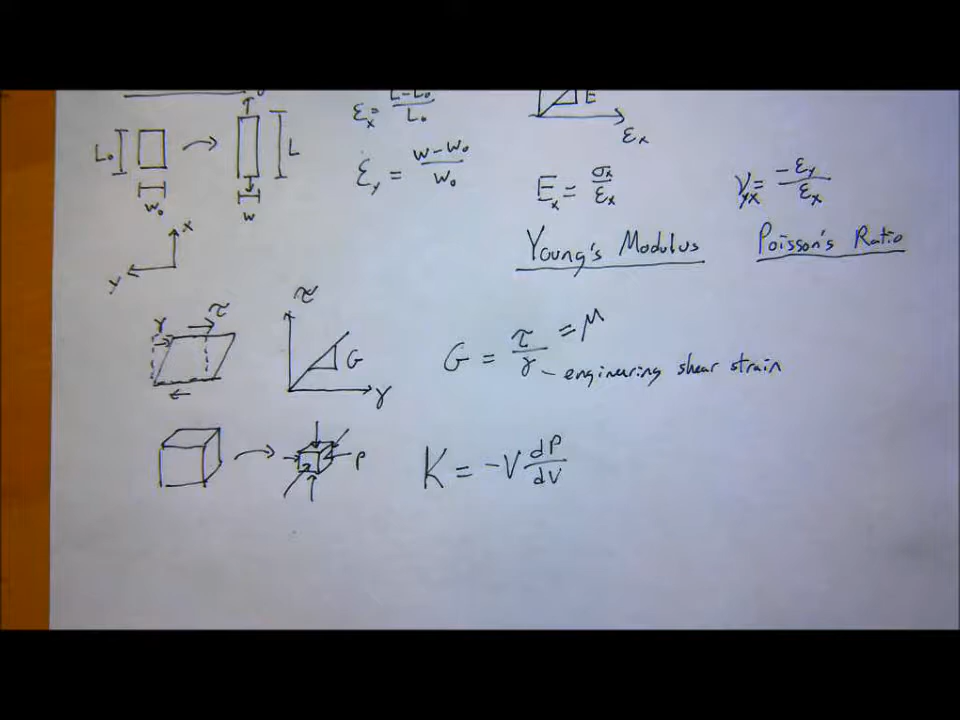 εx = L-L₀/L₀
E
εx
L₀
L
w₀
w
εy = w-w₀/w₀
Ex = σx/εx
νyx = -εy/εx
Young's Modulus
Poisson's Ratio
x
y
γ
τ
τ
G
γ
G = τ/γ = μ
engineering shear strain
P
K = -V dP/dV